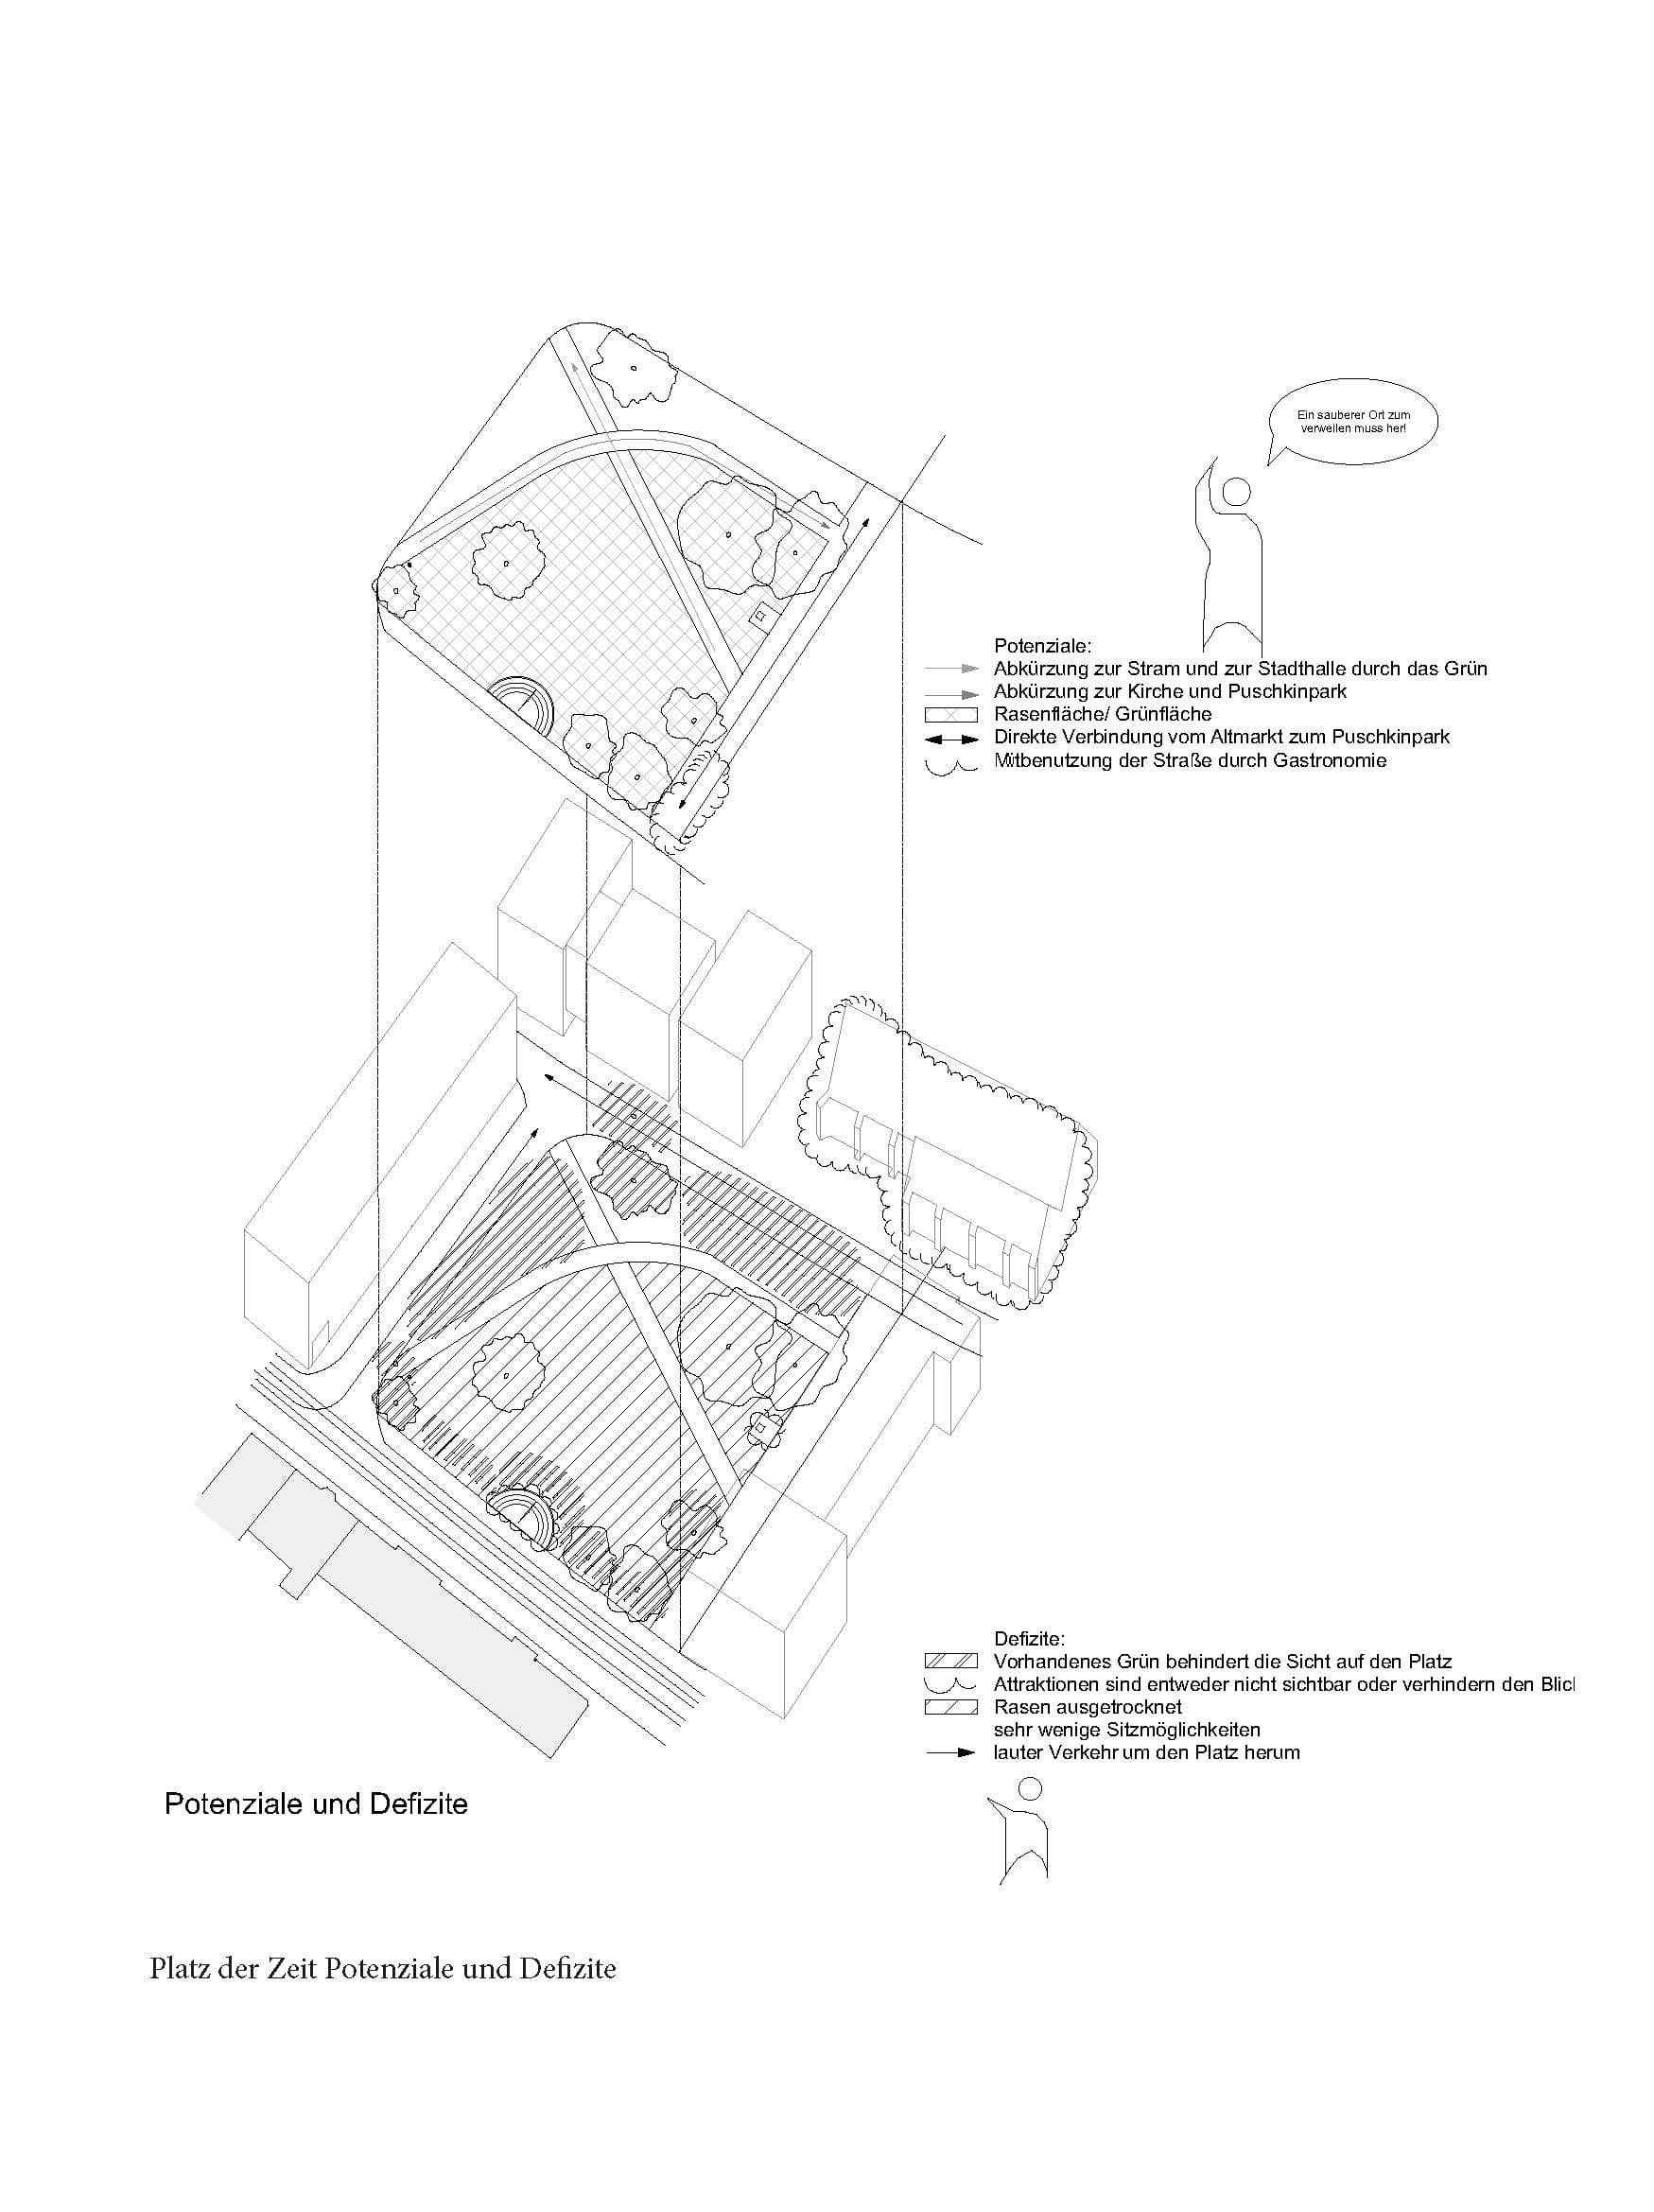 Ein sauberer Ort zum
verweilen muss her!
Potenziale:
Abkürzung zur Stram und zur Stadthalle durch das Grün
Abkürzung zur Kirche und Puschkinpark
Rasenfläche/ Grünfläche
Direkte Verbindung vom Altmarkt zum Puschkinpark
Mitbenutzung der Straße durch Gastronomie
Defizite:
Vorhandenes Grün behindert die Sicht auf den Platz
Attraktionen sind entweder nicht sichtbar oder verhindern den
Rasen ausgetrocknet
sehr wenige Sitzmöglichkeiten
lauter Verkehr um den Platz herum
Potenziale und Defizite
Platz der Zeit Potenziale und Defizite